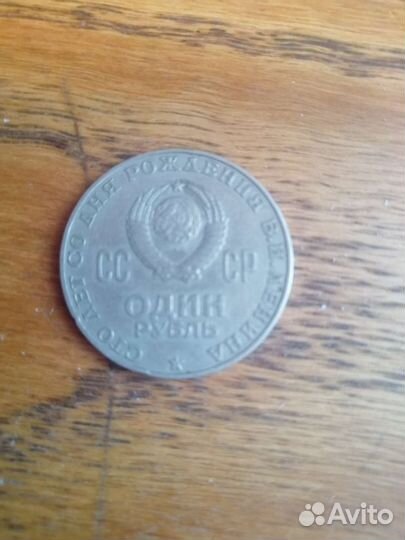 СТО ЛЕТ СО ДНЯ РОЖДЕНИЯ В.И.ЛЕНИНА
СС СР
ОДИН
РУБЛЬ
Avito